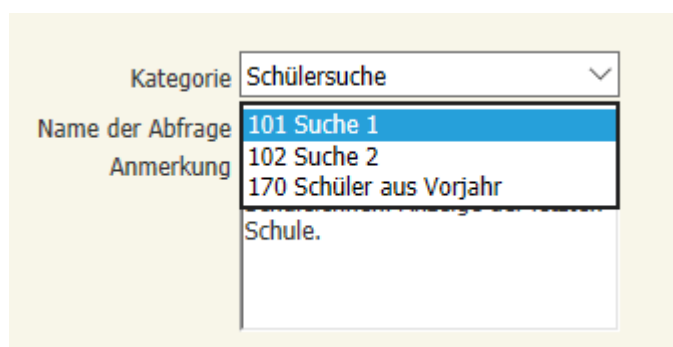 Kategorie Schülersuche
Name der Abfrage 101 Suche 1
Anmerkung 102 Suche 2
170 Schüler aus Vorjahr
Schule.